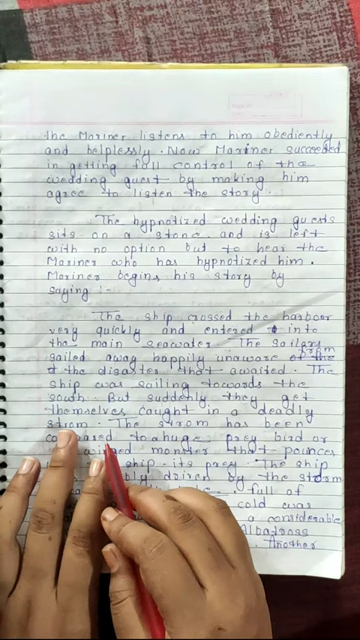 the Mariner listens to him obediently
and helplessly. Now Mariner succeeded
in getting full control of the
wedding guest by making him
agree to listen the story.
The hypnotized wedding guests
sits on a stone and is left
with no option but to hear the
Mariner who has hypnotized him.
Mariner begins his story by
saying :-
The ship crossed the harbour
very quickly and entered into
the main seawater. The Sailors
sailed away happily unaware of the
the disaster that awaited. The
ship was sailing towards the
south. But suddenly they get
themselves caught in a deadly
strom. The strom has been
compared to a huge prey bird or
winged monster that pounces
ship its prey. The ship
driven by the storm
full of
cold was
a considerable
Albatross
Another